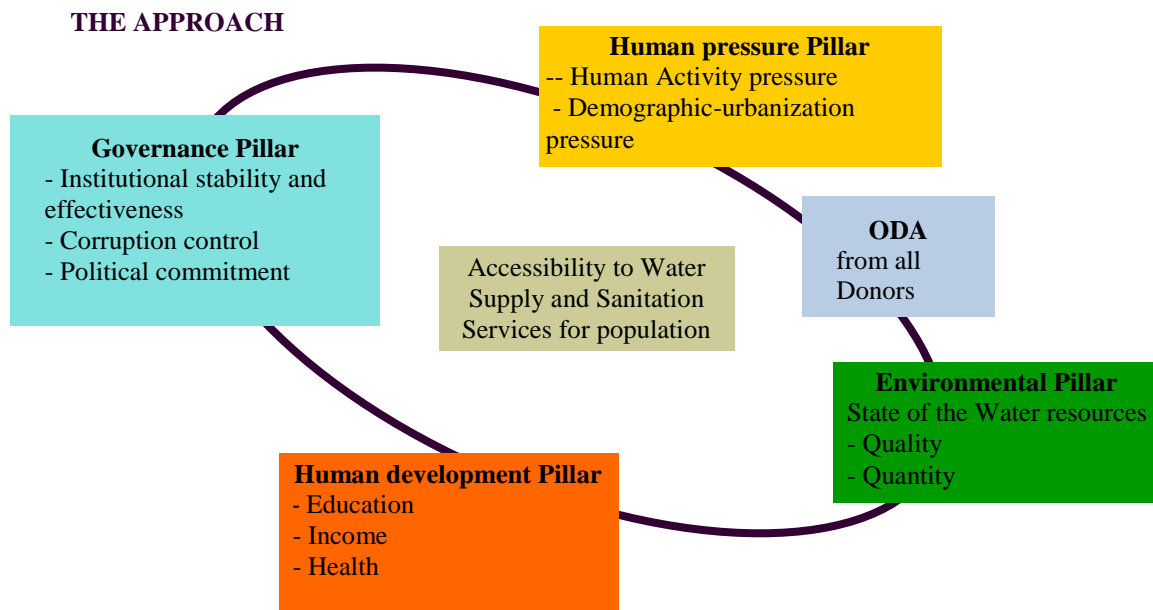 THE APPROACH
Human pressure Pillar
-- Human Activity pressure
- Demographic-urbanization
pressure
Governance Pillar
- Institutional stability and
effectiveness
- Corruption control
- Political commitment
ODA
from all
Donors
Accessibility to Water
Supply and Sanitation
Services for population
Environmental Pillar
State of the Water resources
- Quality
- Quantity
Human development Pillar
- Education
- Income
- Health